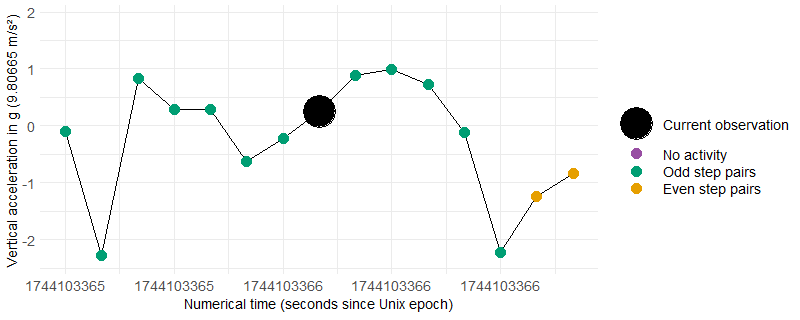 Vertical acceleration in g (9.80665 m/s²)
2
1
0
-1
-2
1744103365
1744103365
1744103366
1744103366
1744103366
Numerical time (seconds since Unix epoch)
Current observation
No activity
Odd step pairs
Even step pairs